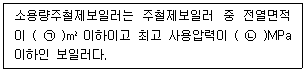 소용량주철제보일러는 주철제보일러 중 전열면적
이 ( ㉠ )㎡ 이하이고 최고 사용압력이 ( ㉡ )MPa
이하인 보일러다.